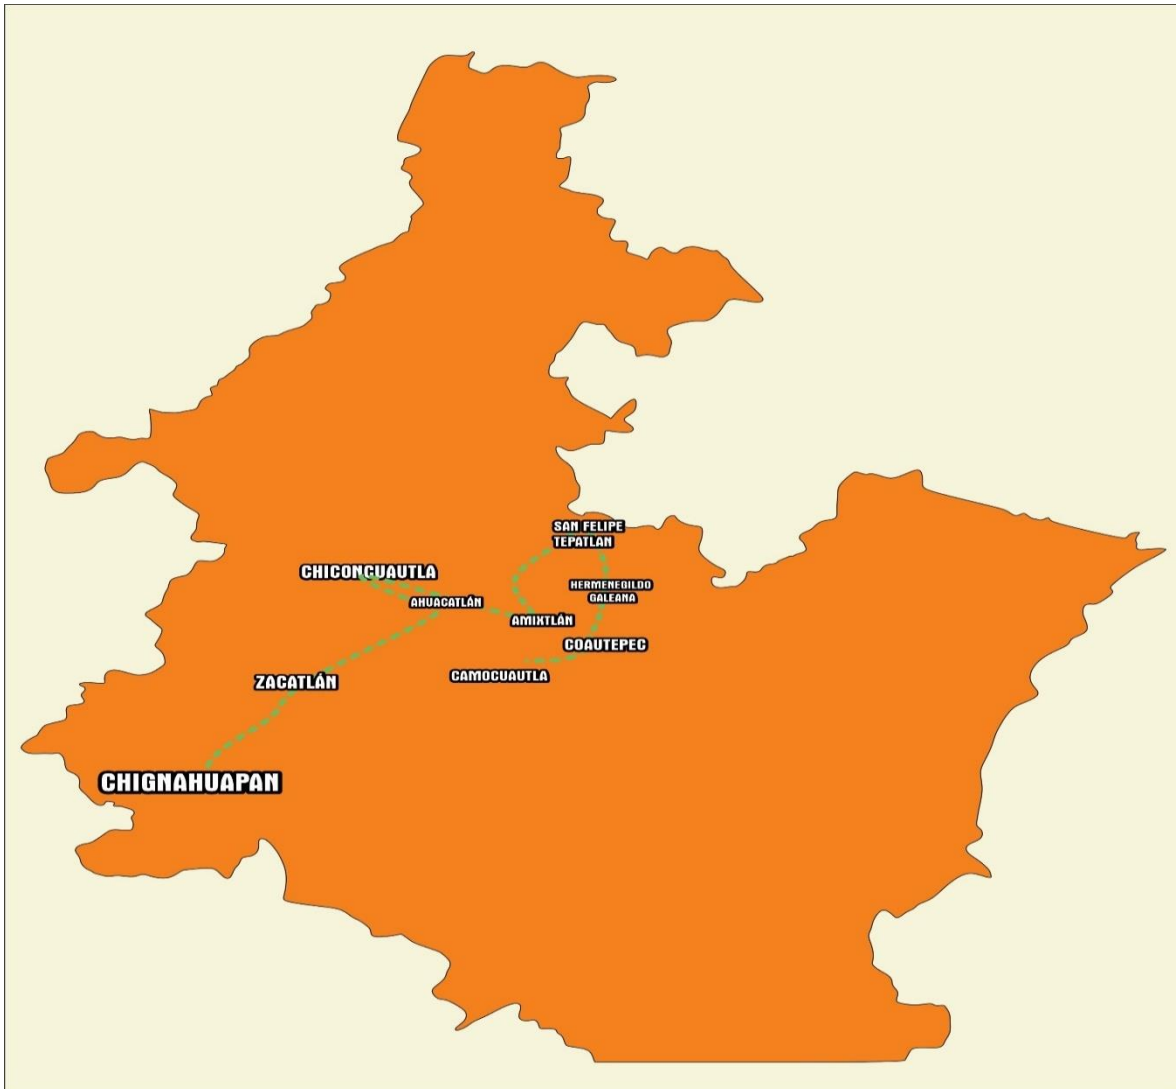 SAN FELIPE
TEPATLAN
CHICONCUAUTLA
HERMENEGILDO
GALEANA
AHUACATLÁN
AMIXTLÁN
COAUTEPEC
CAMOCUAUTLA
ZACATLÁN
CHIGNAHUAPAN